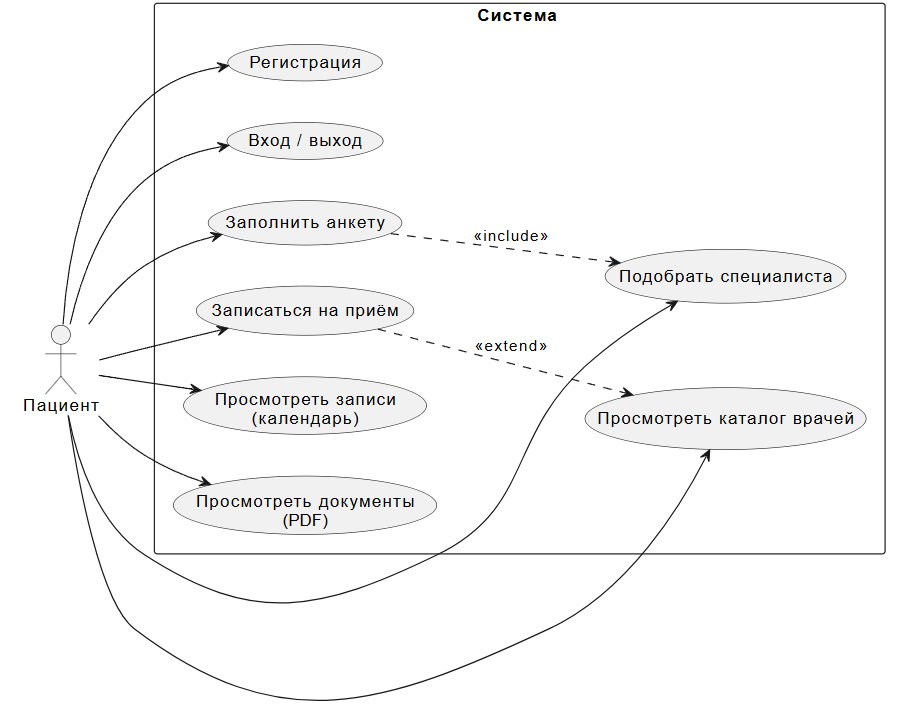 Система
Регистрация
Вход / выход
Заполнить анкету
«include»
Подобрать специалиста
Записаться на приём
«extend»
Просмотреть записи
(календарь)
Пациент
Просмотреть каталог врачей
Просмотреть документы
(PDF)